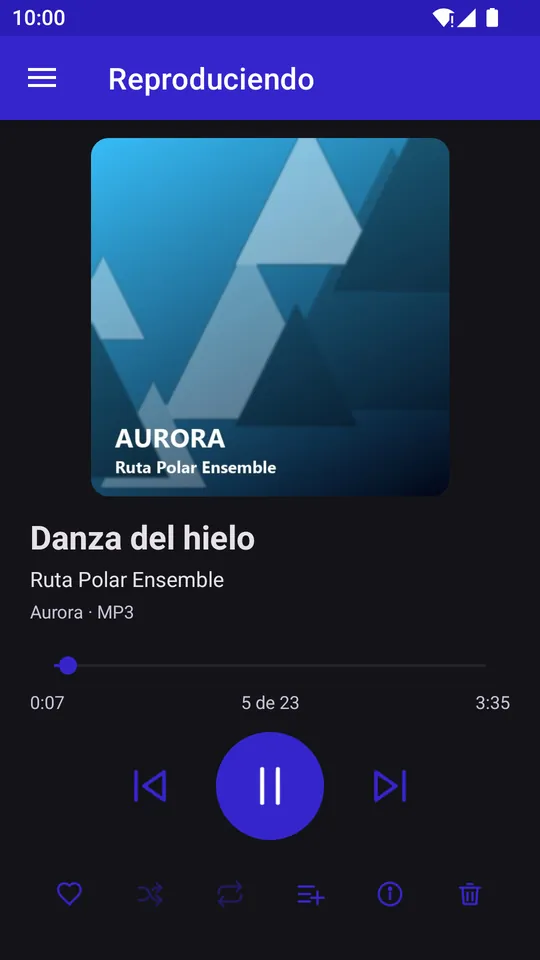 10:00
Reproduciendo
AURORA
Ruta Polar Ensemble
Danza del hielo
Ruta Polar Ensemble
Aurora · MP3
0:07 5 de 23 3:35